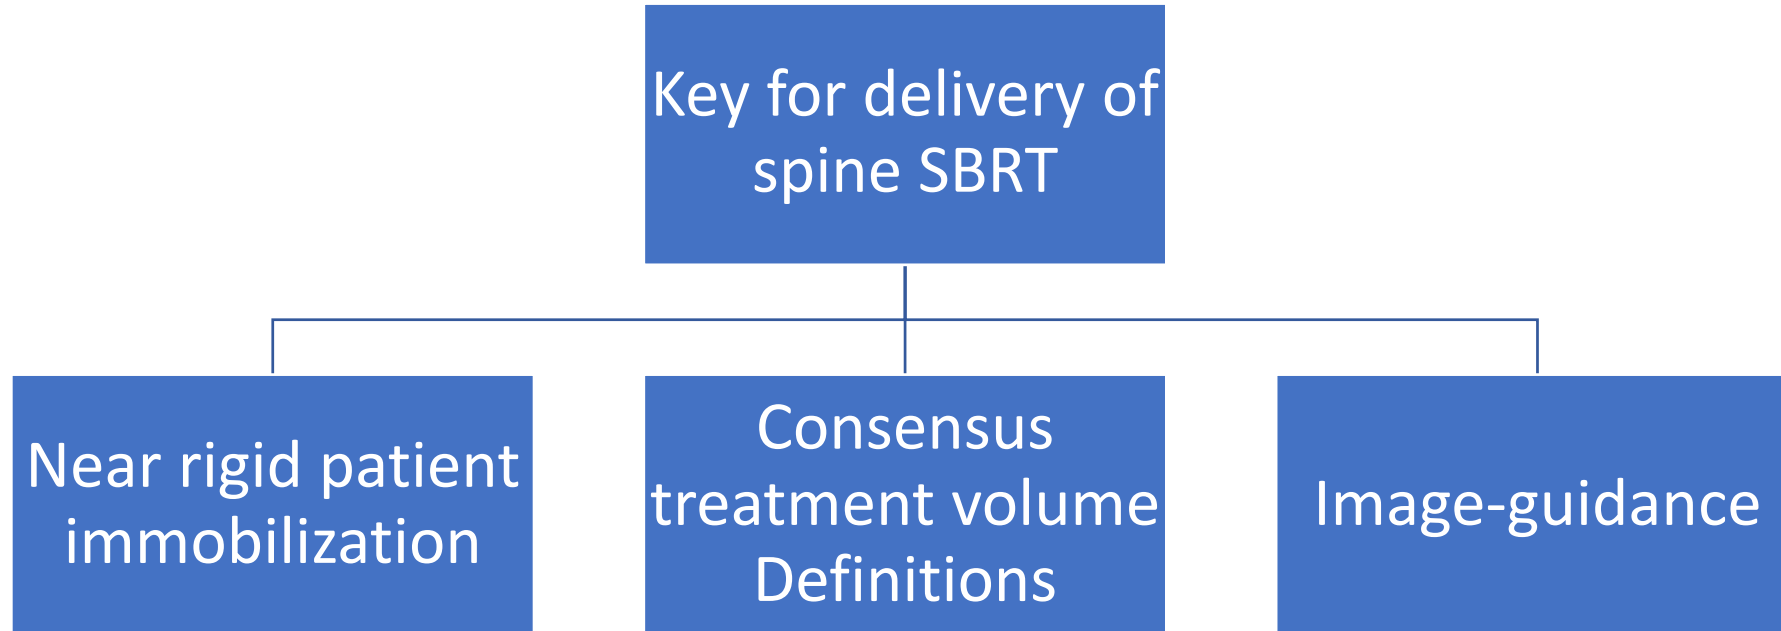 Key for delivery of
spine SBRT
Near rigid patient
immobilization
Consensus
treatment volume
Definitions
Image-guidance